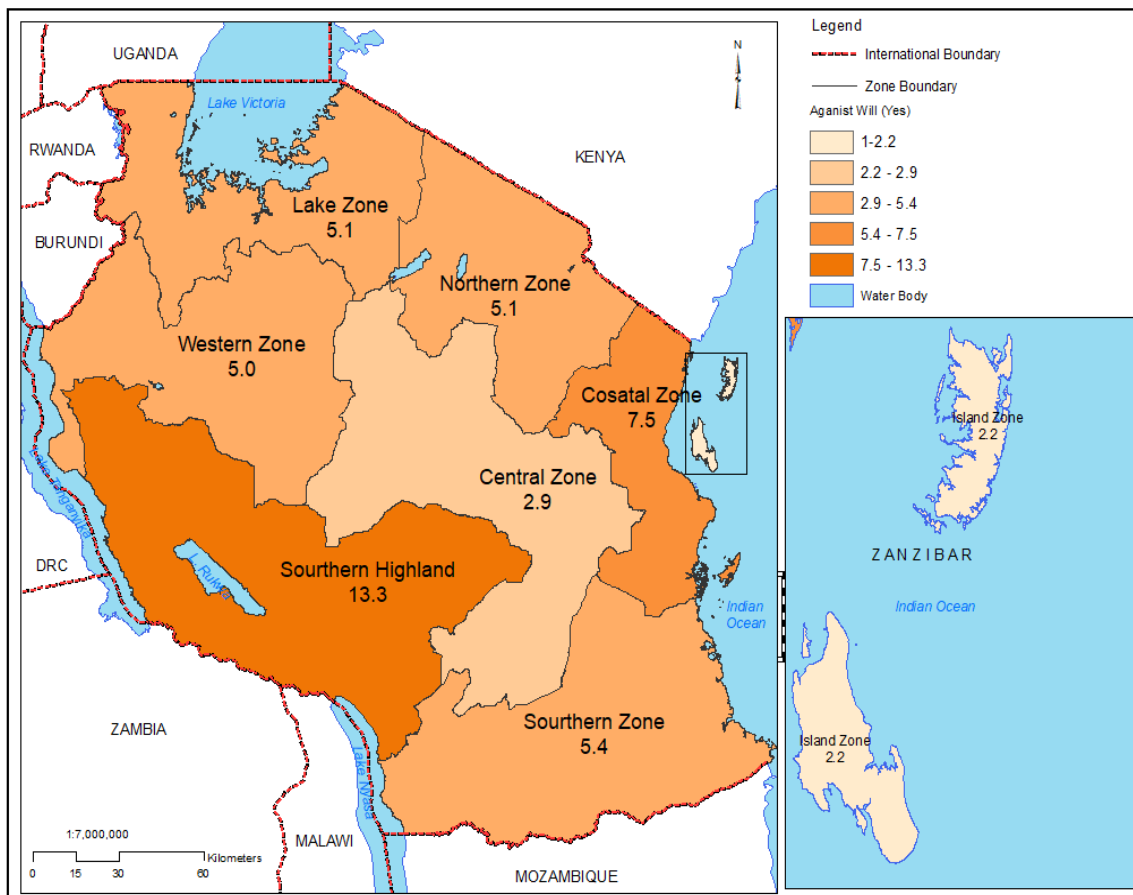 UGANDA
Lake Victoria
N
RWANDA
KENYA
BURUNDI
Lake Zone
5.1
Northern Zone
5.1
Western Zone
5.0
Cosatal Zone
7.5
Central Zone
2.9
Lake Tanganyika
DRC
L. Rukwa
Sourthern Highland
13.3
Indian
Ocean
ZAMBIA
Sourthern Zone
5.4
Lake Nyasa
MALAWI
MOZAMBIQUE
1:7,000,000
Kilometers
0 15 30 60
Legend
International Boundary
Zone Boundary
Aganist Will (Yes)
1-2.2
2.2 - 2.9
2.9 - 5.4
5.4 - 7.5
7.5 - 13.3
Water Body
Island Zone
2.2
ZANZIBAR
Indian Ocean
Island Zone
2.2